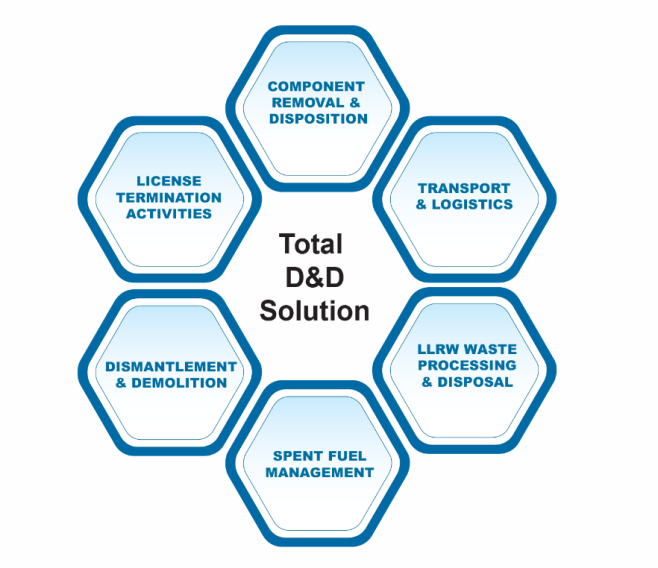 COMPONENT
REMOVAL &
DISPOSITION
LICENSE
TERMINATION
ACTIVITIES
TRANSPORT
& LOGISTICS
Total
D&D
Solution
DISMANTLEMENT
& DEMOLITION
LLRW WASTE
PROCESSING
& DISPOSAL
SPENT FUEL
MANAGEMENT